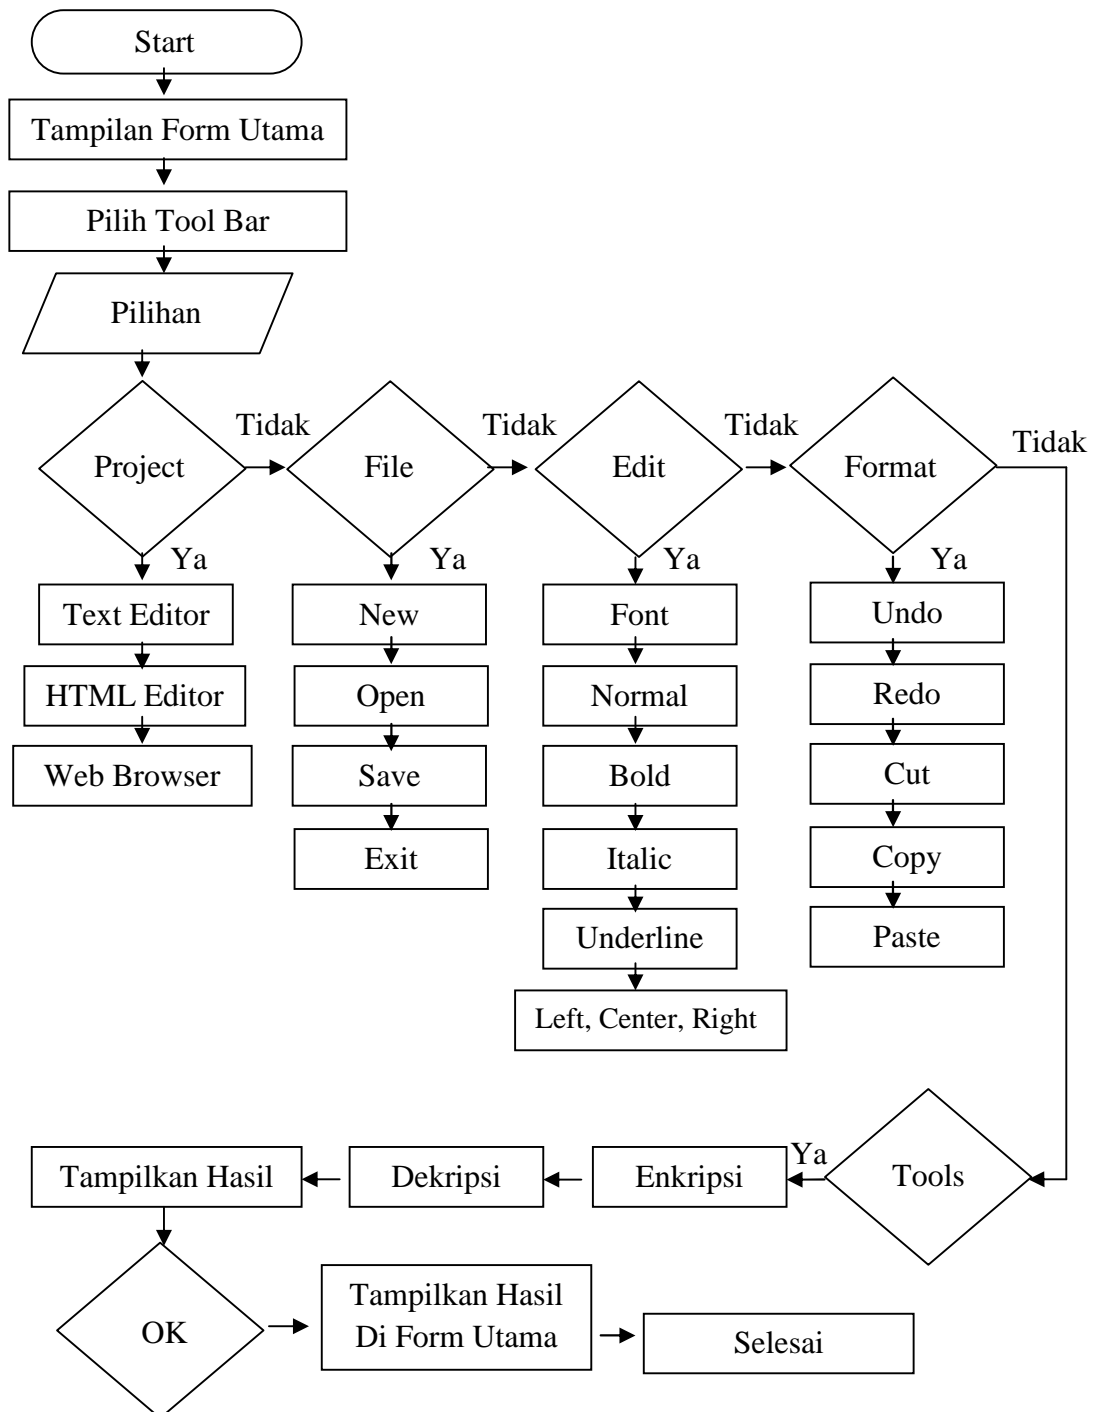 Start
Tampilan Form Utama
Pilih Tool Bar
Pilihan
Tidak
Tidak
Tidak
Tidak
Project
File
Edit
Format
Ya
Ya
Ya
Ya
Text Editor
New
Font
Undo
HTML Editor
Open
Normal
Redo
Web Browser
Save
Bold
Cut
Exit
Italic
Copy
Underline
Paste
Left, Center, Right
Tampilkan Hasil
Dekripsi
Enkripsi
Ya
Tools
OK
Tampilkan Hasil
Di Form Utama
Selesai